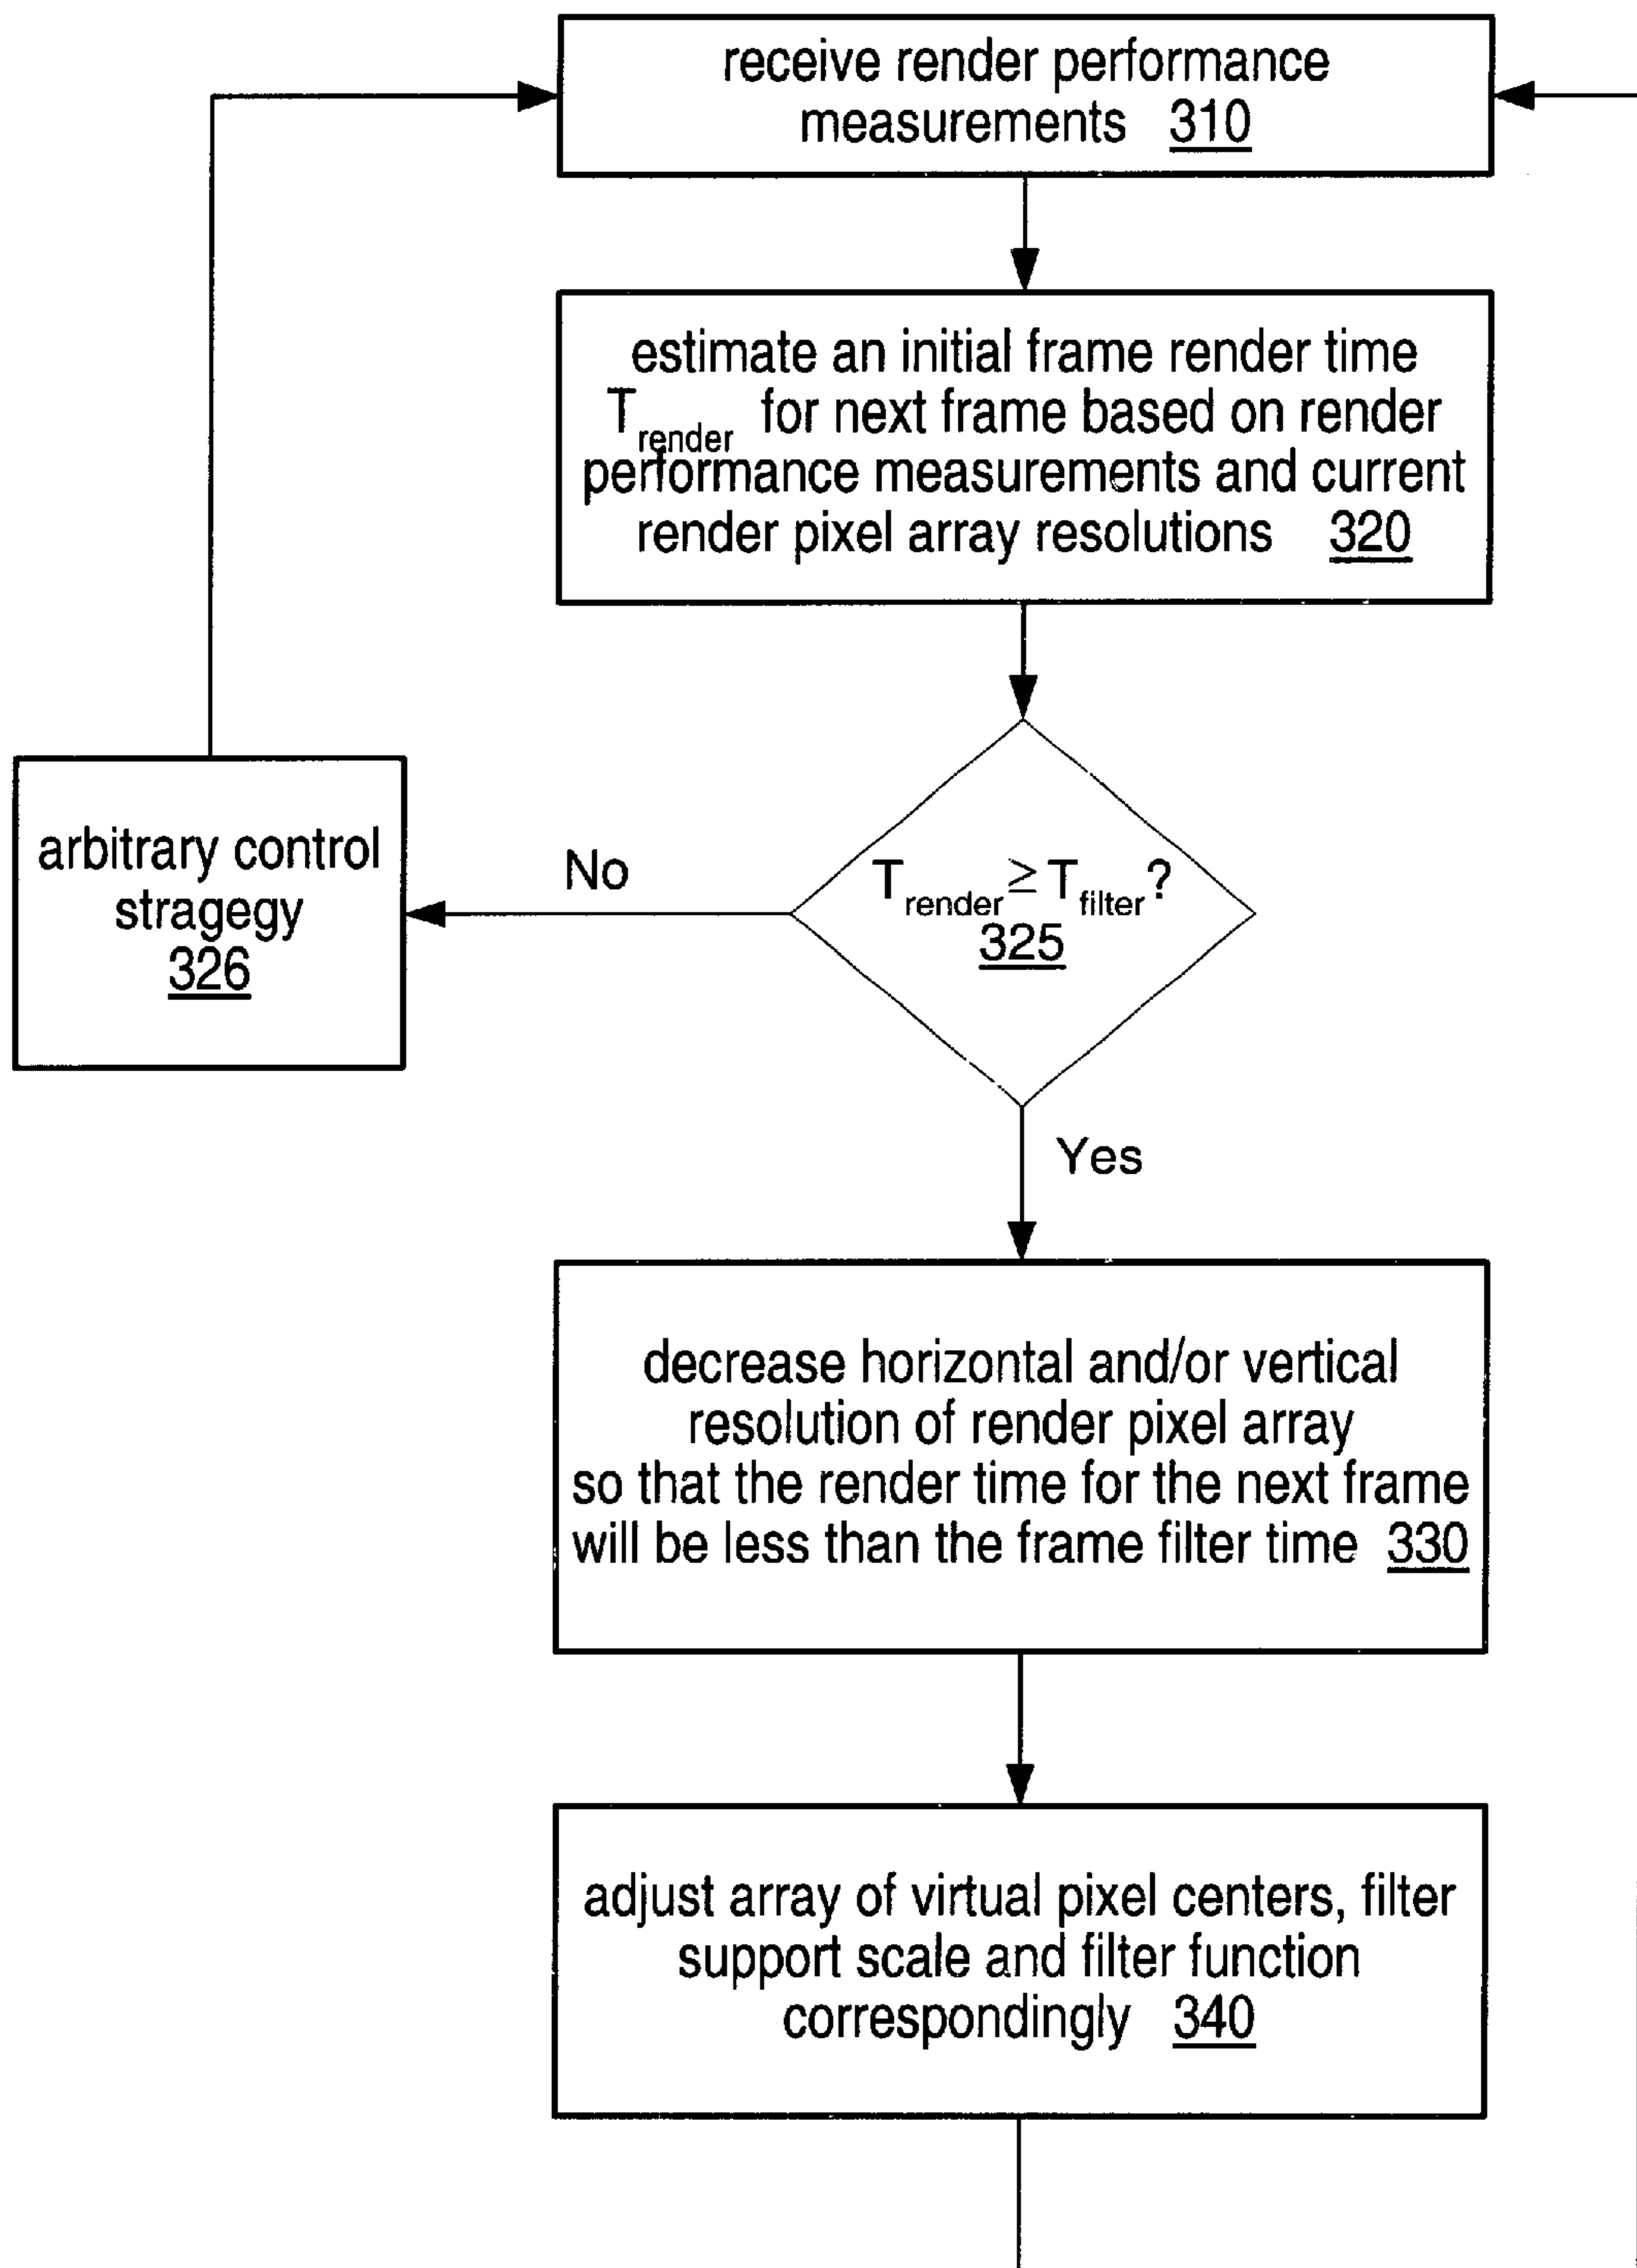 receive render performance
measurements 310
estimate an initial frame render time
T_render for next frame based on render
performance measurements and current
render pixel array resolutions 320
arbitrary control
stragegy
326
No
T_render ≥ T_filter?
325
Yes
decrease horizontal and/or vertical
resolution of render pixel array
so that the render time for the next frame
will be less than the frame filter time 330
adjust array of virtual pixel centers, filter
support scale and filter function
correspondingly 340